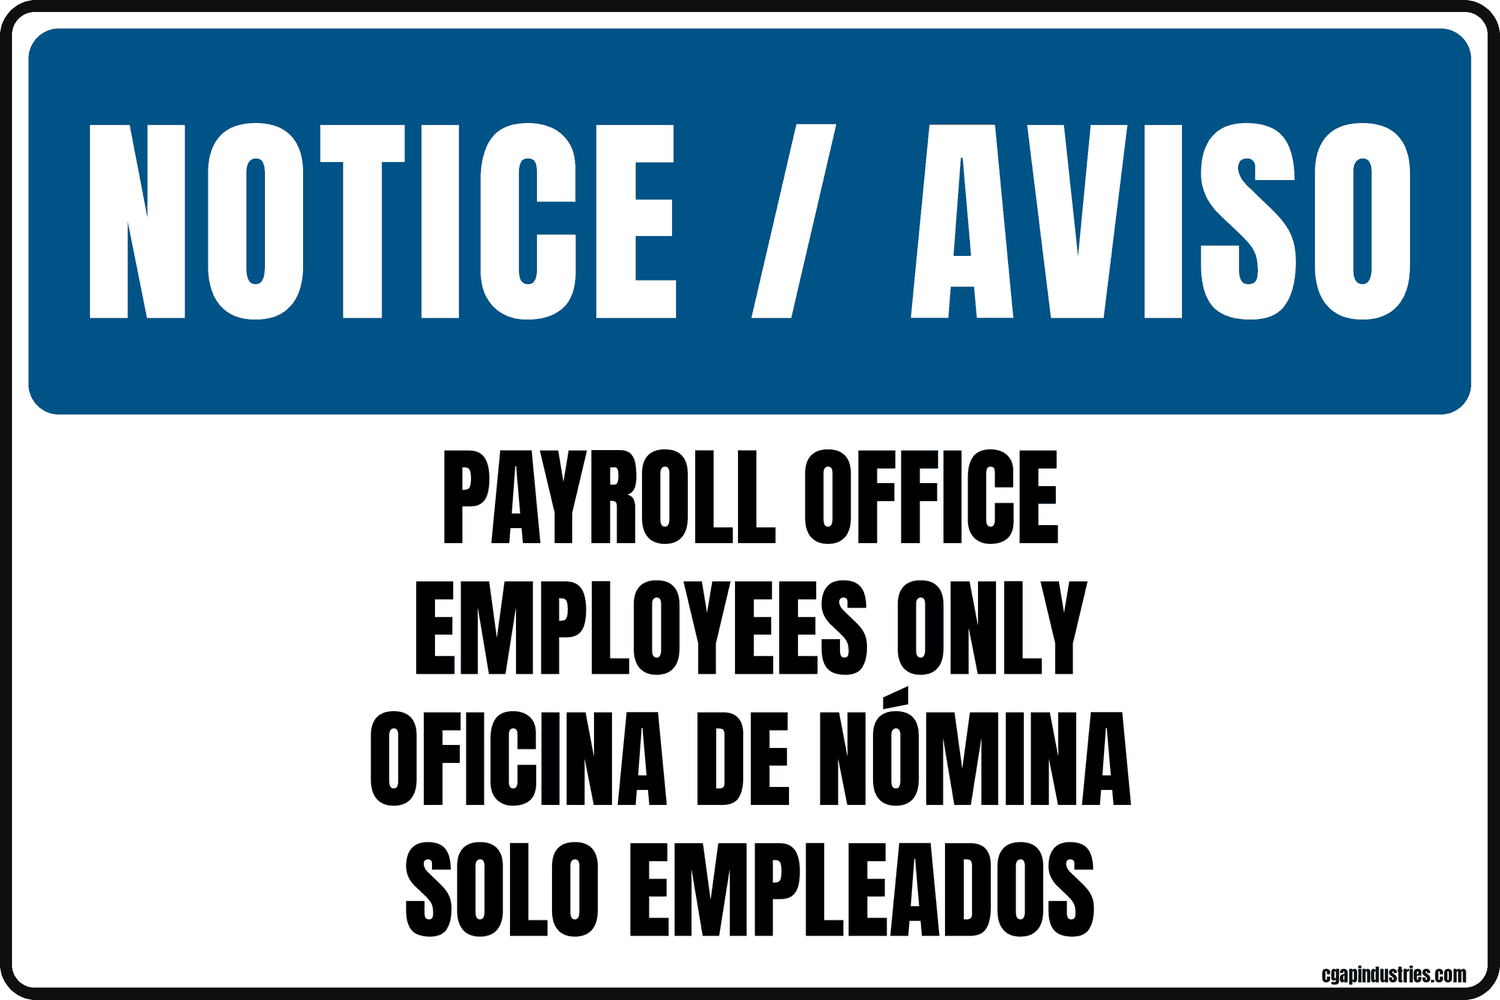 NOTICE / AVISO
PAYROLL OFFICE
EMPLOYEES ONLY
OFICINA DE NÓMINA
SOLO EMPLEADOS
cgapindustries.com